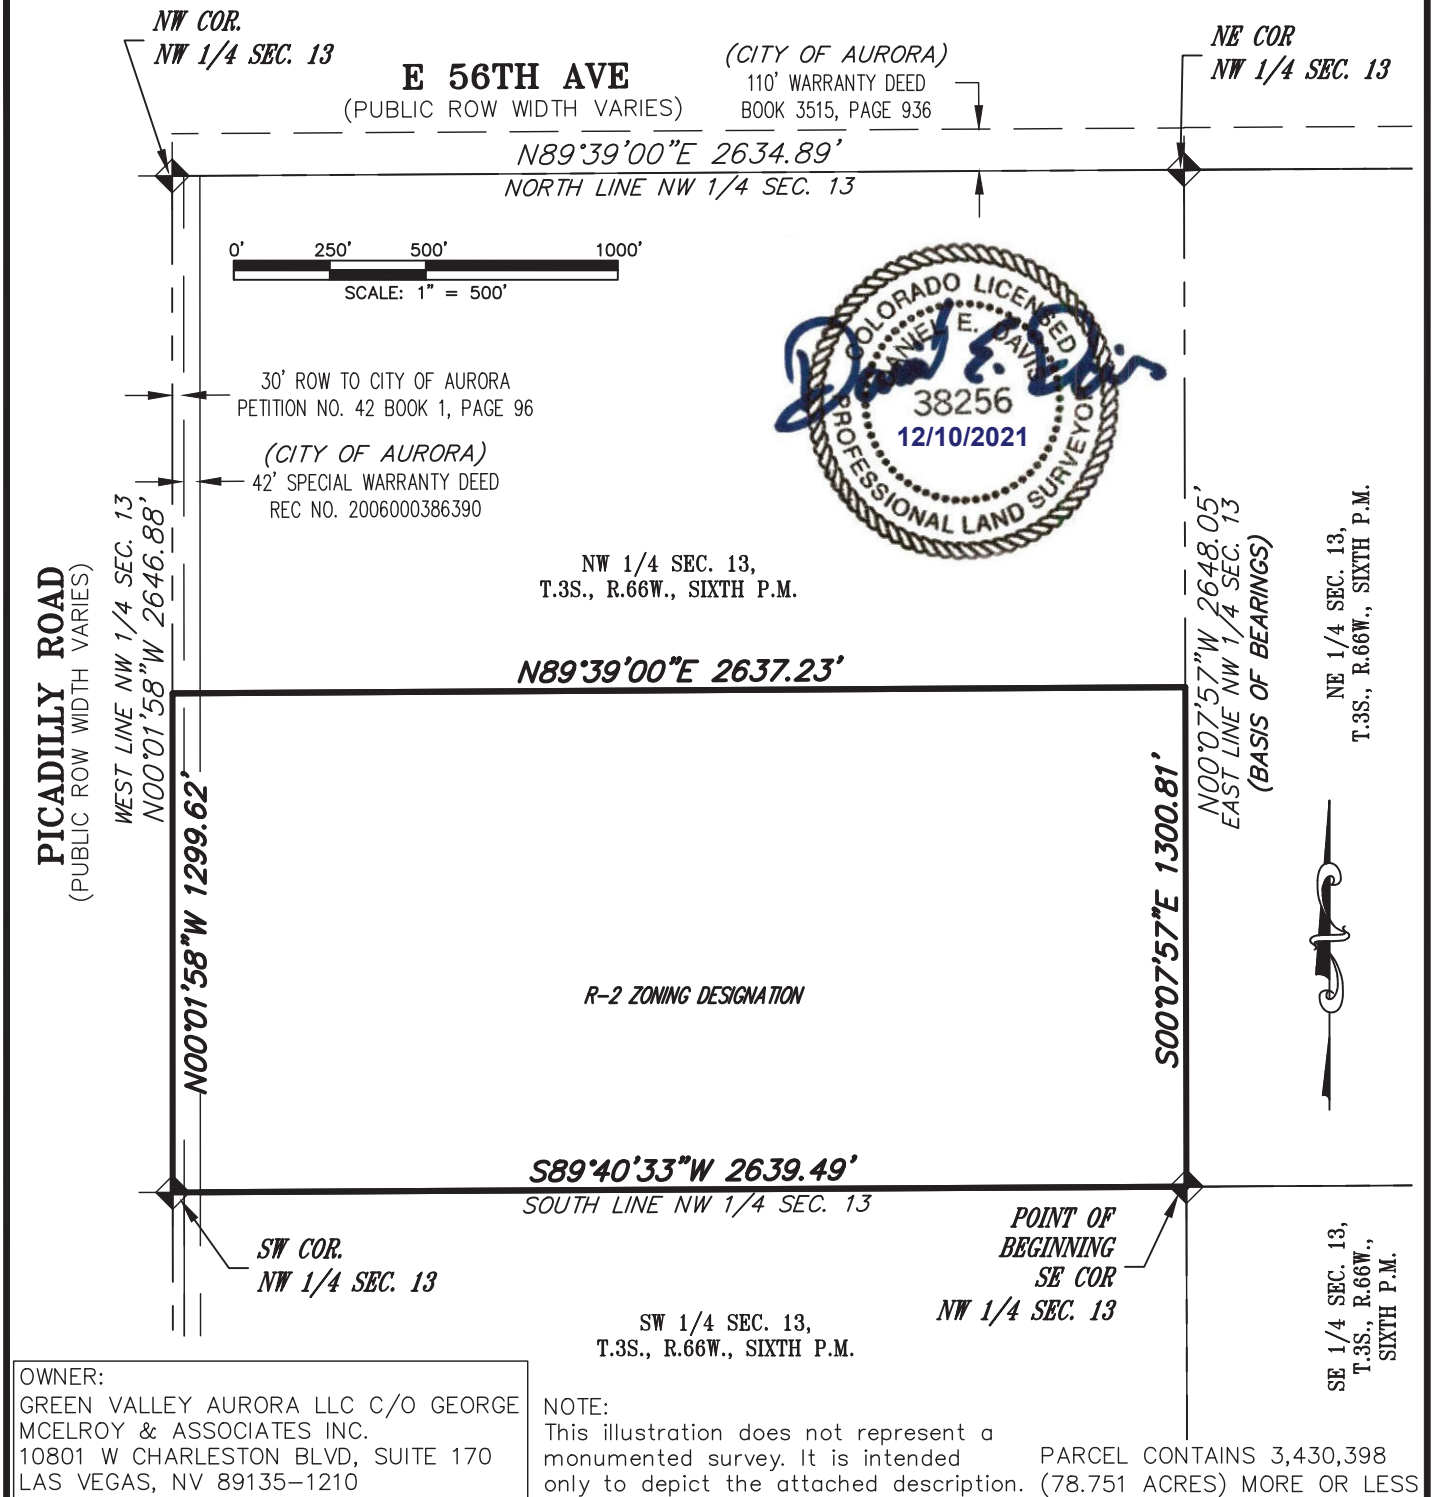 NW COR.
NW 1/4 SEC. 13
E 56TH AVE
(PUBLIC ROW WIDTH VARIES)
(CITY OF AURORA)
110' WARRANTY DEED
BOOK 3515, PAGE 936
NE COR
NW 1/4 SEC. 13
N89°39'00"E 2634.89'
NORTH LINE NW 1/4 SEC. 13
0' 250' 500' 1000'
SCALE: 1" = 500'
COLORADO LICENSED
DANIEL E. DAVIS
38256
12/10/2021
PROFESSIONAL LAND SURVEYOR
30' ROW TO CITY OF AURORA
PETITION NO. 42 BOOK 1, PAGE 96
(CITY OF AURORA)
42' SPECIAL WARRANTY DEED
REC NO. 2006000386390
PICADILLY ROAD
(PUBLIC ROW WIDTH VARIES)
WEST LINE NW 1/4 SEC. 13
N00°01'58"W 2646.88'
NW 1/4 SEC. 13,
T.3S., R.66W., SIXTH P.M.
N00°07'57"W 2648.05'
EAST LINE NW 1/4 SEC. 13
(BASIS OF BEARINGS)
NE 1/4 SEC. 13,
T.3S., R.66W., SIXTH P.M.
N89°39'00"E 2637.23'
N00°01'58"W 1299.62'
S00°07'57"E 1300.81'
R-2 ZONING DESIGNATION
S89°40'33"W 2639.49'
SOUTH LINE NW 1/4 SEC. 13
SW COR.
NW 1/4 SEC. 13
POINT OF
BEGINNING
SE COR
NW 1/4 SEC. 13
SW 1/4 SEC. 13,
T.3S., R.66W., SIXTH P.M.
SE 1/4 SEC. 13,
T.3S., R.66W.,
SIXTH P.M.
OWNER:
GREEN VALLEY AURORA LLC C/O GEORGE
MCELROY & ASSOCIATES INC.
10801 W CHARLESTON BLVD, SUITE 170
LAS VEGAS, NV 89135-1210
NOTE:
This illustration does not represent a
monumented survey. It is intended
only to depict the attached description.
PARCEL CONTAINS 3,430,398
(78.751 ACRES) MORE OR LESS